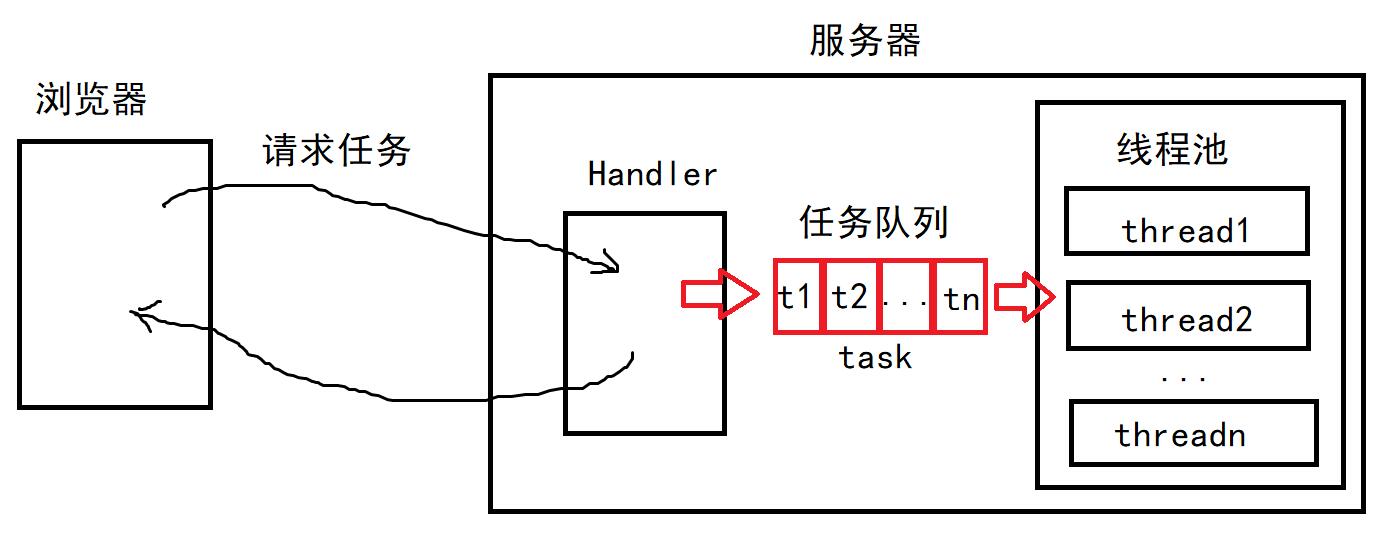 服务器
浏览器
请求任务
Handler
任务队列
t1 t2 ... tn
task
线程池
thread1
thread2
...
threadn